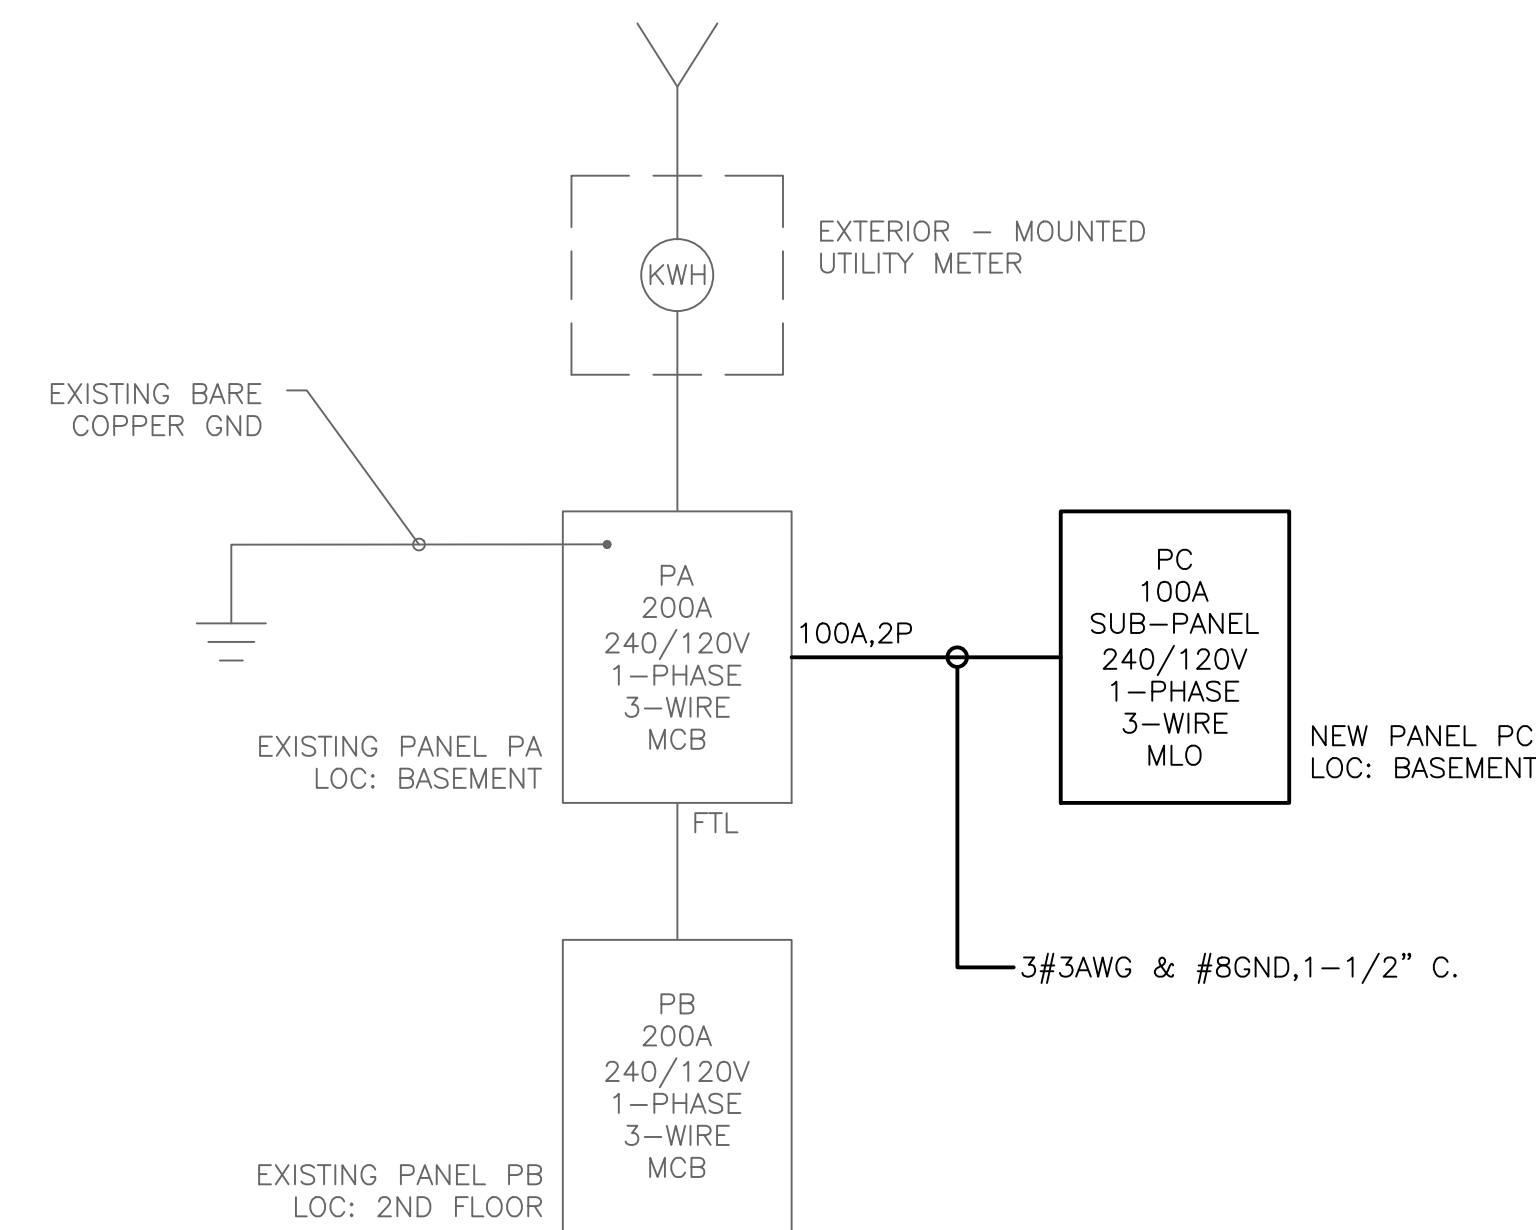 EXTERIOR - MOUNTED
UTILITY METER
KWH
EXISTING BARE
COPPER GND
PA
200A
240/120V
1-PHASE
3-WIRE
MCB
EXISTING PANEL PA
LOC: BASEMENT
100A,2P
PC
100A
SUB-PANEL
240/120V
1-PHASE
3-WIRE
MLO
NEW PANEL PC
LOC: BASEMENT
FTL
3#3AWG & #8GND,1-1/2" C.
PB
200A
240/120V
1-PHASE
3-WIRE
MCB
EXISTING PANEL PB
LOC: 2ND FLOOR